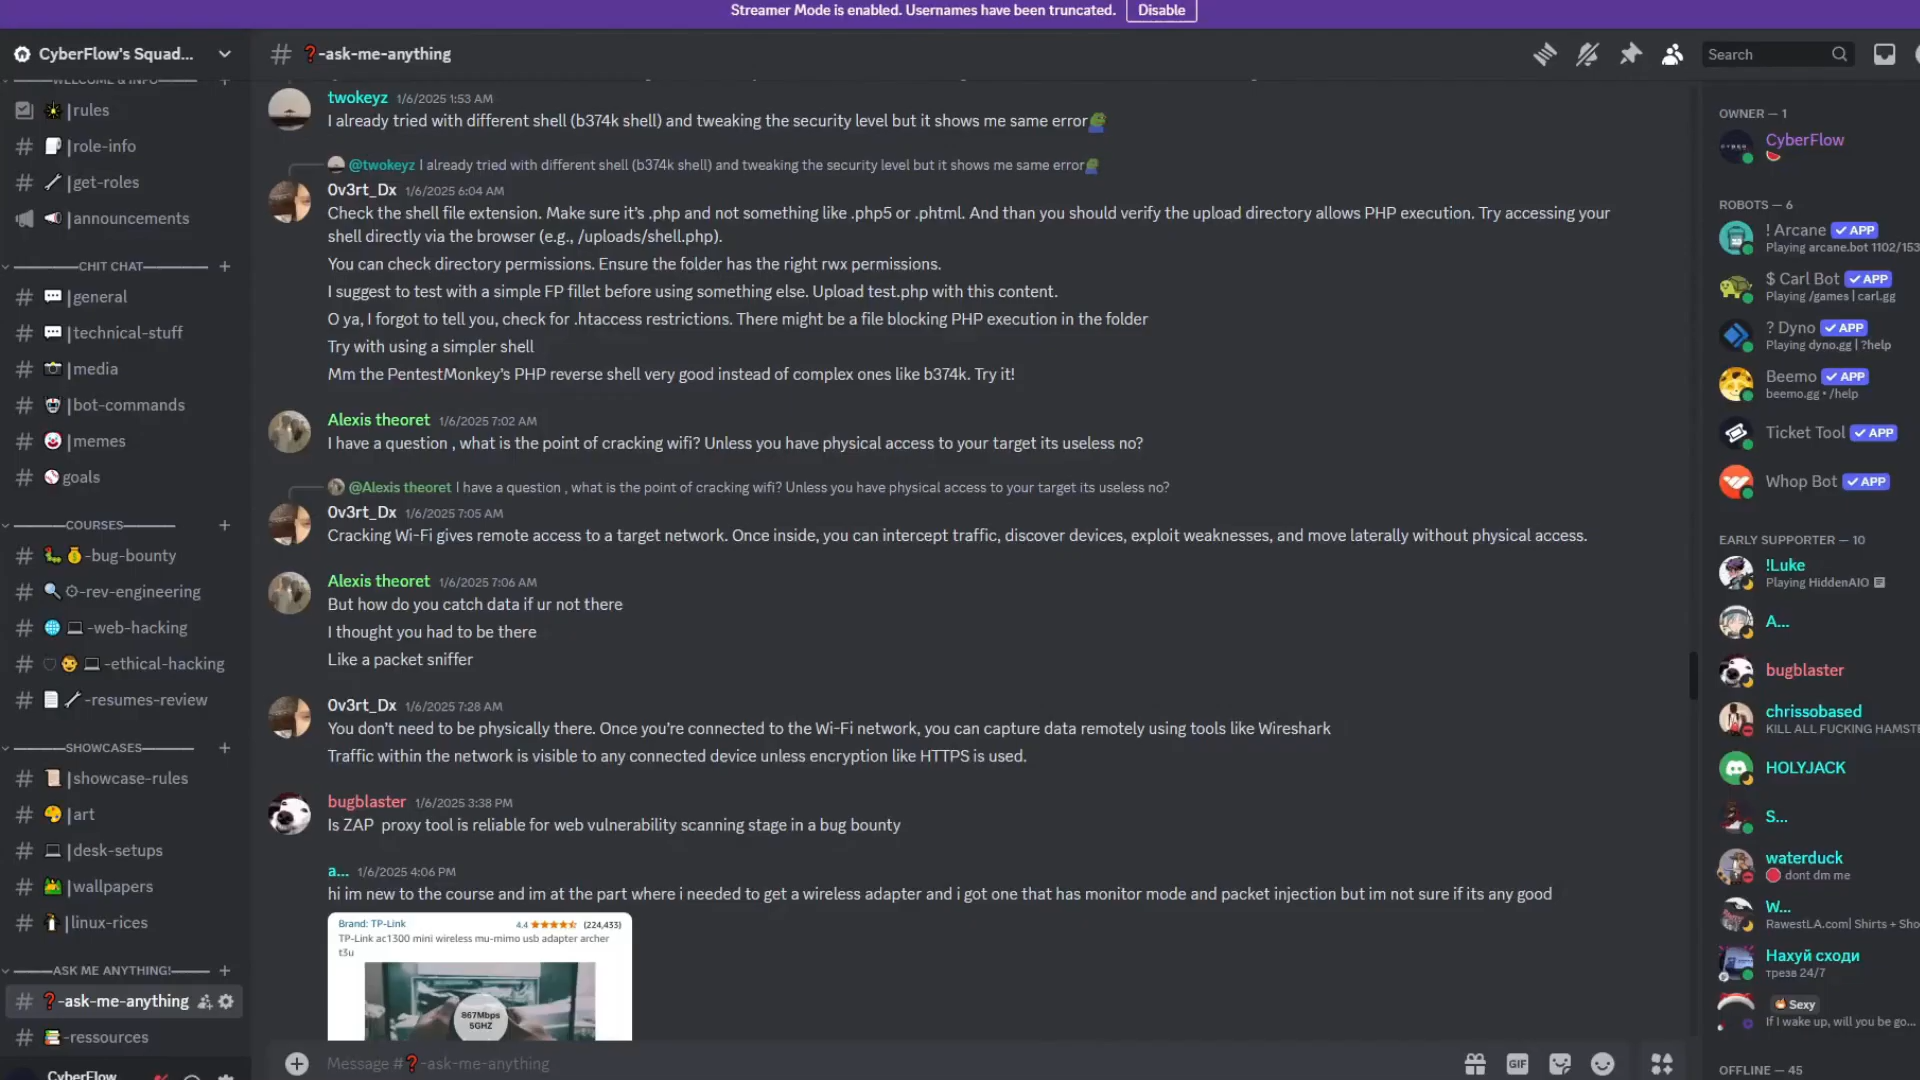 Streamer Mode is enabled. Usernames have been truncated. Disable
CyberFlow's Squad...
WELCOME & INFO
|rules
|role-info
|get-roles
|announcements
CHIT CHAT
|general
|technical-stuff
|media
|bot-commands
|memes
goals
COURSES
-bug-bounty
-rev-engineering
-web-hacking
-ethical-hacking
-resumes-review
SHOWCASES
|showcase-rules
|art
|desk-setups
|wallpapers
|linux-rices
ASK ME ANYTHING!
❓-ask-me-anything
-ressources
CyberFlow
# ❓-ask-me-anything
Search
twokeyz 1/6/2025 1:53 AM
I already tried with different shell (b374k shell) and tweaking the security level but it shows me same error
@twokeyz I already tried with different shell (b374k shell) and tweaking the security level but it shows me same error
0v3rt_Dx 1/6/2025 6:04 AM
Check the shell file extension. Make sure it's .php and not something like .php5 or .phtml. And than you should verify the upload directory allows PHP execution. Try accessing your
shell directly via the browser (e.g., /uploads/shell.php).
You can check directory permissions. Ensure the folder has the right rwx permissions.
I suggest to test with a simple FP fillet before using something else. Upload test.php with this content.
O ya, I forgot to tell you, check for .htaccess restrictions. There might be a file blocking PHP execution in the folder
Try with using a simpler shell
Mm the PentestMonkey's PHP reverse shell very good instead of complex ones like b374k. Try it!
Alexis theoret 1/6/2025 7:02 AM
I have a question , what is the point of cracking wifi? Unless you have physical access to your target its useless no?
@Alexis theoret I have a question , what is the point of cracking wifi? Unless you have physical access to your target its useless no?
0v3rt_Dx 1/6/2025 7:05 AM
Cracking Wi-Fi gives remote access to a target network. Once inside, you can intercept traffic, discover devices, exploit weaknesses, and move laterally without physical access.
Alexis theoret 1/6/2025 7:06 AM
But how do you catch data if ur not there
I thought you had to be there
Like a packet sniffer
0v3rt_Dx 1/6/2025 7:28 AM
You don't need to be physically there. Once you're connected to the Wi-Fi network, you can capture data remotely using tools like Wireshark
Traffic within the network is visible to any connected device unless encryption like HTTPS is used.
bugblaster 1/6/2025 3:38 PM
Is ZAP proxy tool is reliable for web vulnerability scanning stage in a bug bounty
a... 1/6/2025 4:06 PM
hi im new to the course and im at the part where i needed to get a wireless adapter and i got one that has monitor mode and packet injection but im not sure if its any good
Brand: TP-Link 4.4 (224,433)
TP-Link ac1300 mini wireless mu-mimo usb adapter archer
t3u
867Mbps
5GHZ
Message #❓-ask-me-anything
GIF
OWNER — 1
CyberFlow
ROBOTS — 6
! Arcane ✓ APP
Playing arcane.bot 1102/153
$ Carl Bot ✓ APP
Playing /games | carl.gg
? Dyno ✓ APP
Playing dyno.gg | ?help
Beemo ✓ APP
beemo.gg • /help
Ticket Tool ✓ APP
Whop Bot ✓ APP
EARLY SUPPORTER — 10
!Luke
Playing HiddenAIO
A...
bugblaster
chrissobased
KILL ALL FUCKING HAMSTE
HOLYJACK
S...
waterduck
dont dm me
W...
RawestLA.com| Shirts + Sho
Нахуй сходи
трезв 24/7
Sexy
If I wake up, will you be go...
OFFLINE — 45